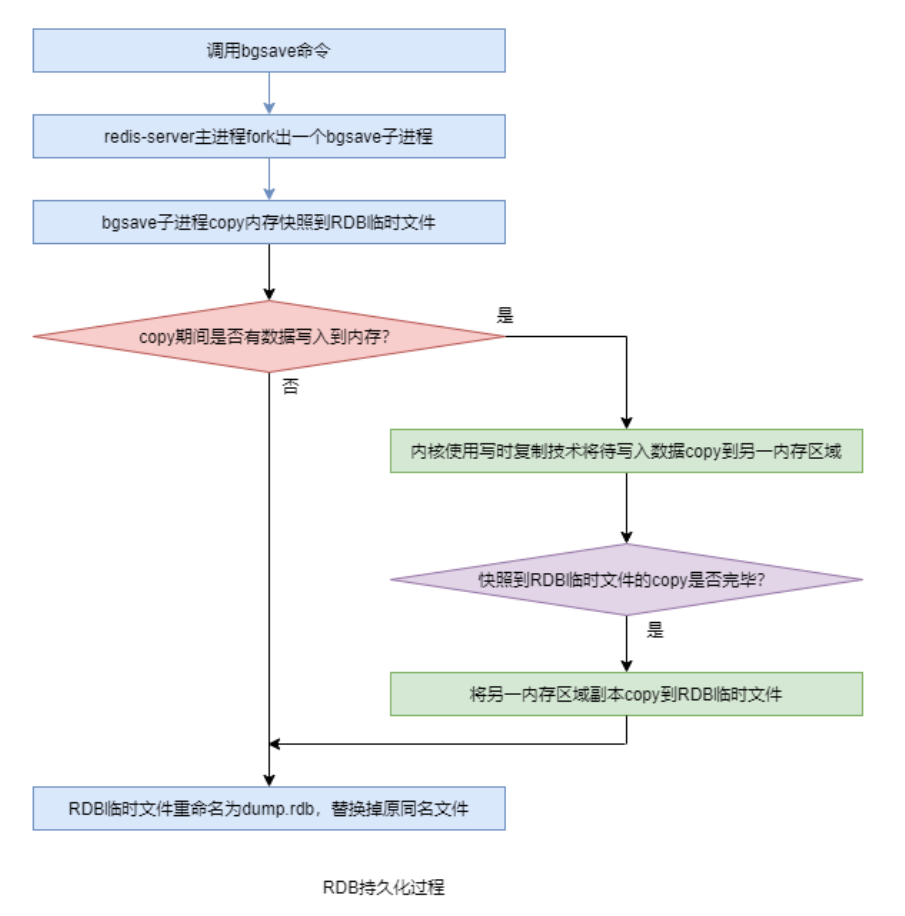 调用bgsave命令
redis-server主进程fork出一个bgsave子进程
bgsave子进程copy内存快照到RDB临时文件
copy期间是否有数据写入到内存?
是
否
内核使用写时复制技术将待写入数据copy到另一内存区域
快照到RDB临时文件的copy是否完毕?
是
将另一内存区域副本copy到RDB临时文件
RDB临时文件重命名为dump.rdb，替换掉原同名文件
RDB持久化过程